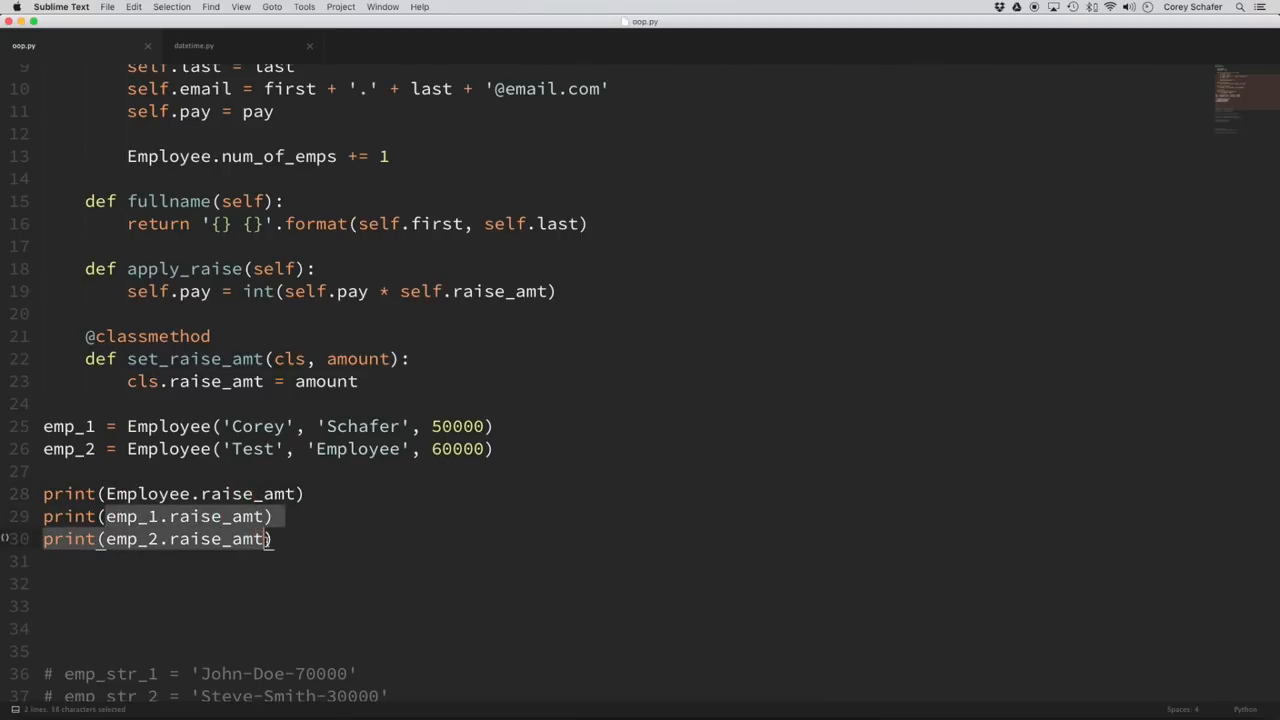 Sublime Text File Edit Selection Find View Goto Tools Project Window Help Corey Schafer
oop.py
oop.py datetime.py
9 self.last = last
10 self.email = first + '.' + last + '@email.com'
11 self.pay = pay
12
13 Employee.num_of_emps += 1
14
15 def fullname(self):
16 return '{} {}'.format(self.first, self.last)
17
18 def apply_raise(self):
19 self.pay = int(self.pay * self.raise_amt)
20
21 @classmethod
22 def set_raise_amt(cls, amount):
23 cls.raise_amt = amount
24
25 emp_1 = Employee('Corey', 'Schafer', 50000)
26 emp_2 = Employee('Test', 'Employee', 60000)
27
28 print(Employee.raise_amt)
29 print(emp_1.raise_amt)
30 print(emp_2.raise_amt)
31
32
33
34
35
36 # emp_str_1 = 'John-Doe-70000'
37 # emp_str_2 = 'Steve-Smith-30000'
2 lines, 38 characters selected Spaces: 4 Python